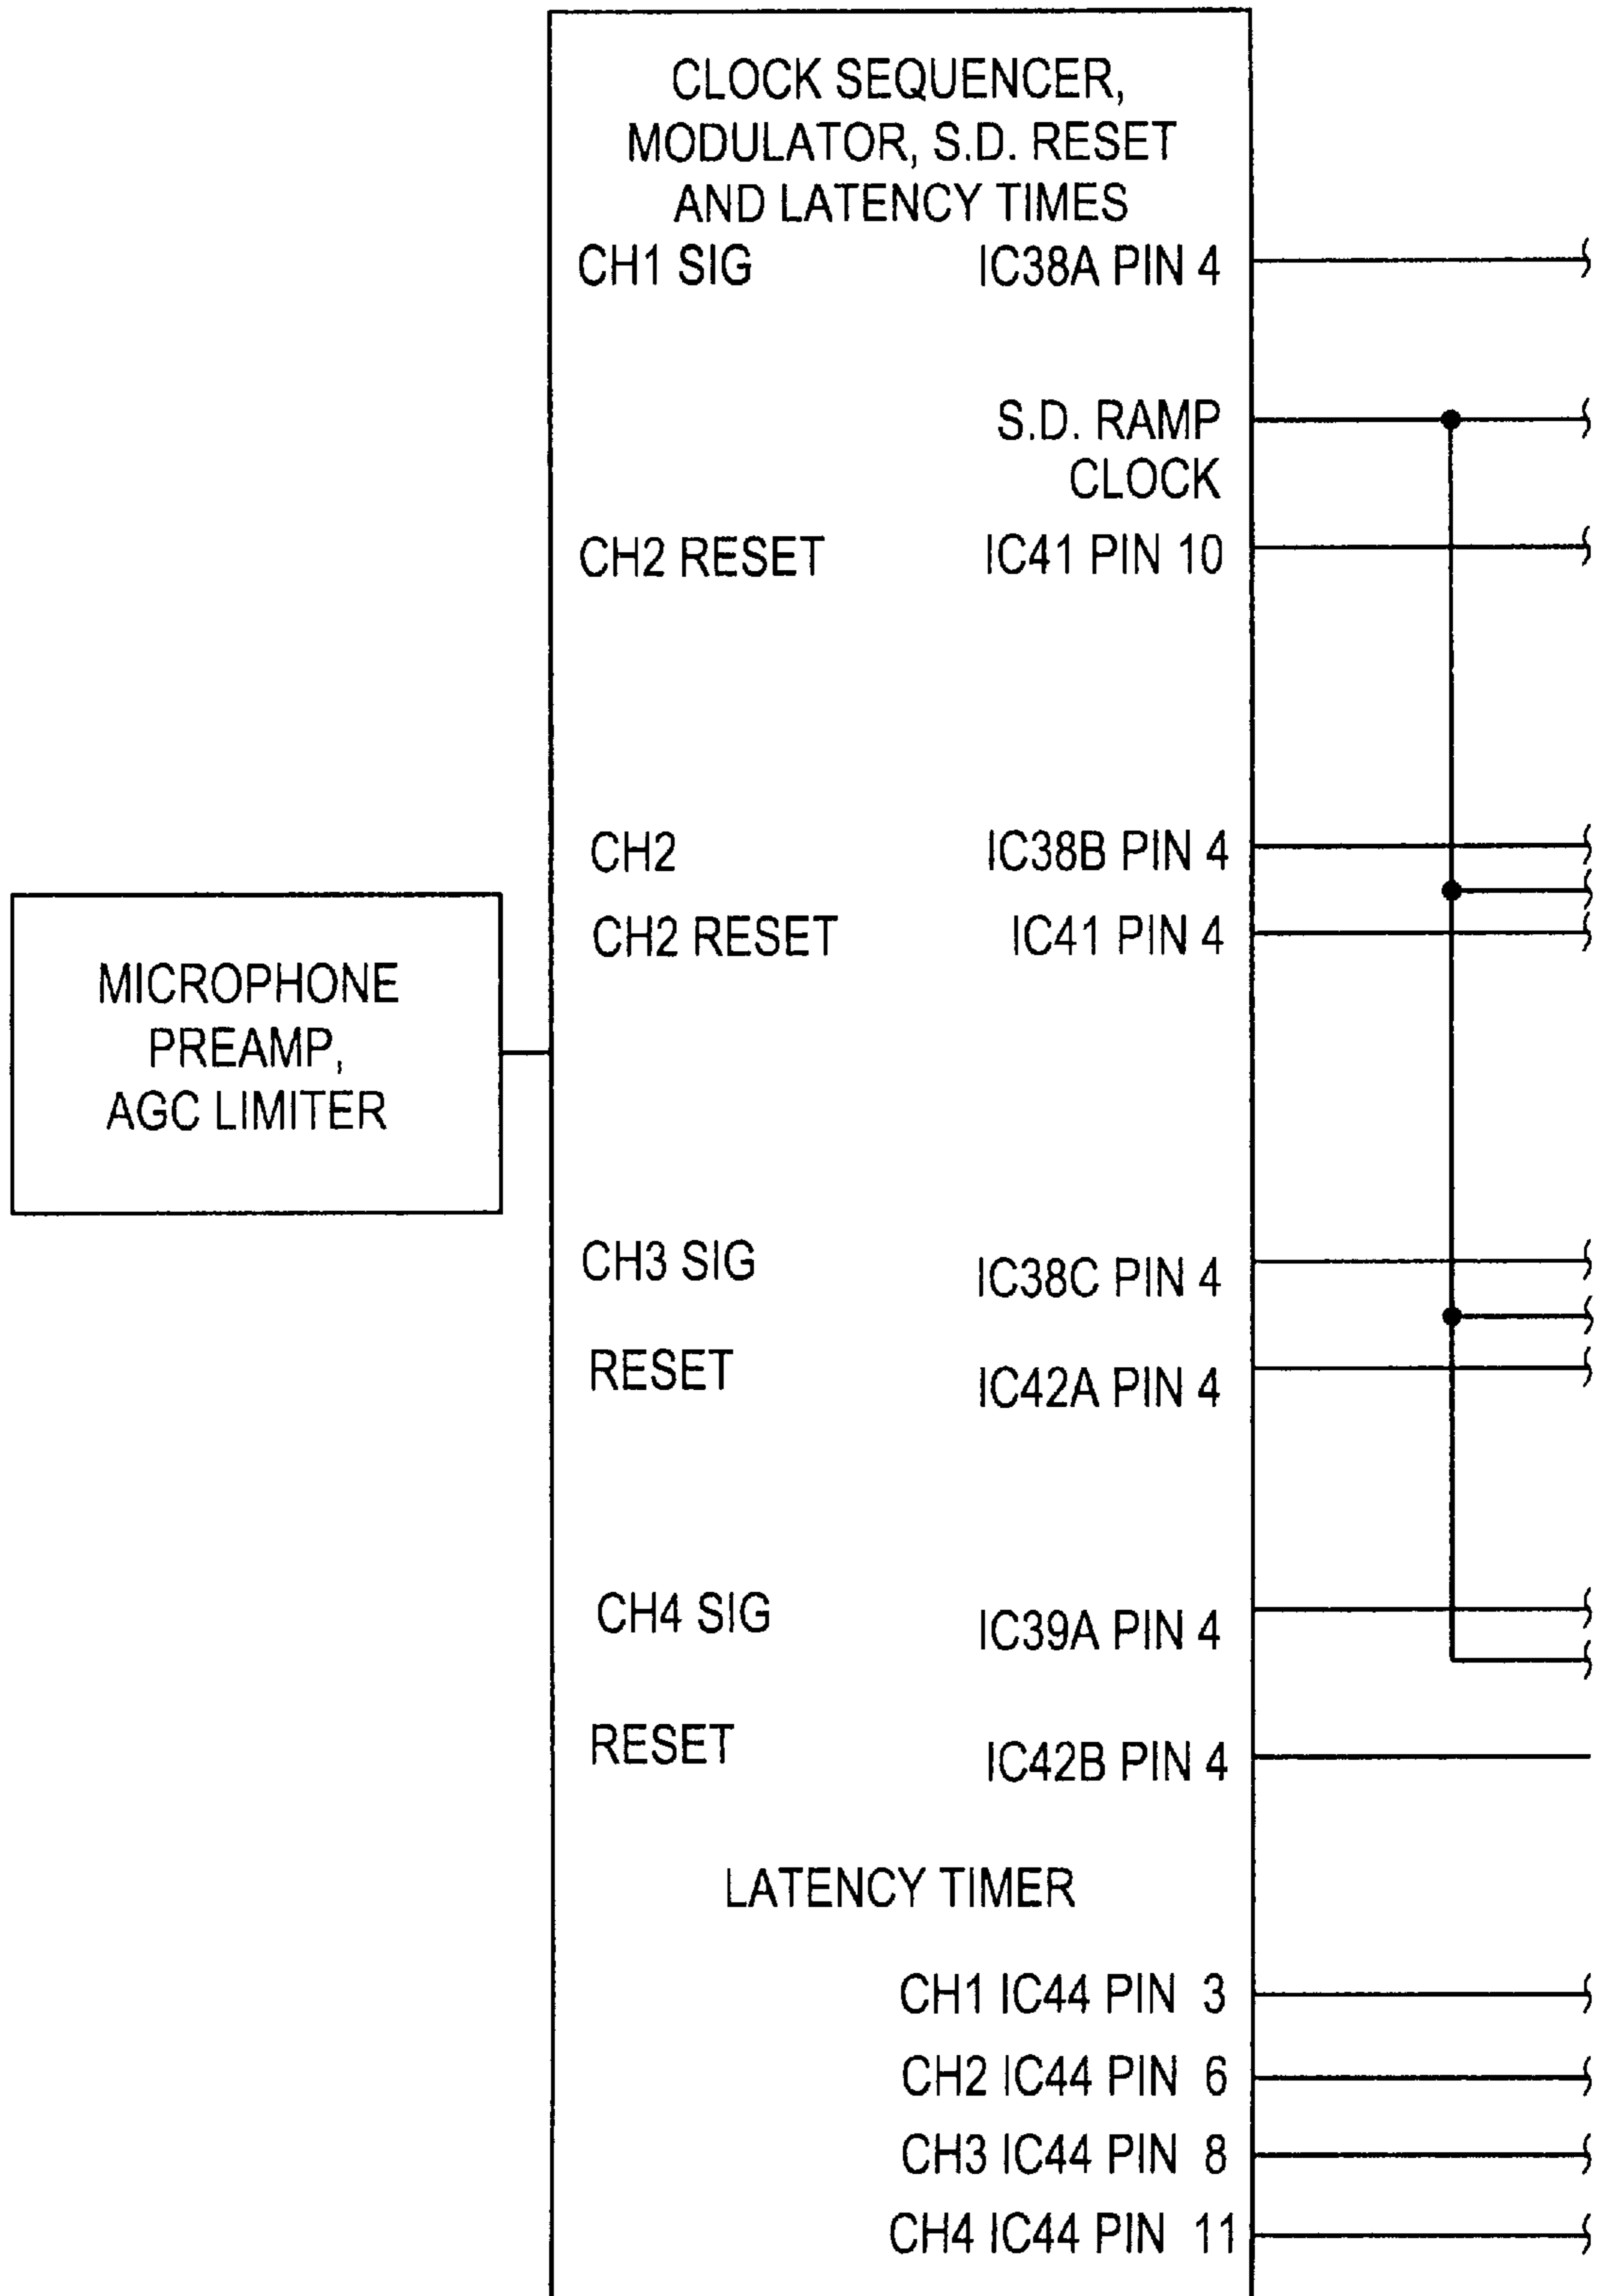 CLOCK SEQUENCER,
MODULATOR, S.D. RESET
AND LATENCY TIMES
CH1 SIG IC38A PIN 4
S.D. RAMP
CLOCK
CH2 RESET IC41 PIN 10
CH2 IC38B PIN 4
CH2 RESET IC41 PIN 4
MICROPHONE
PREAMP,
AGC LIMITER
CH3 SIG IC38C PIN 4
RESET IC42A PIN 4
CH4 SIG IC39A PIN 4
RESET IC42B PIN 4
LATENCY TIMER
CH1 IC44 PIN 3
CH2 IC44 PIN 6
CH3 IC44 PIN 8
CH4 IC44 PIN 11